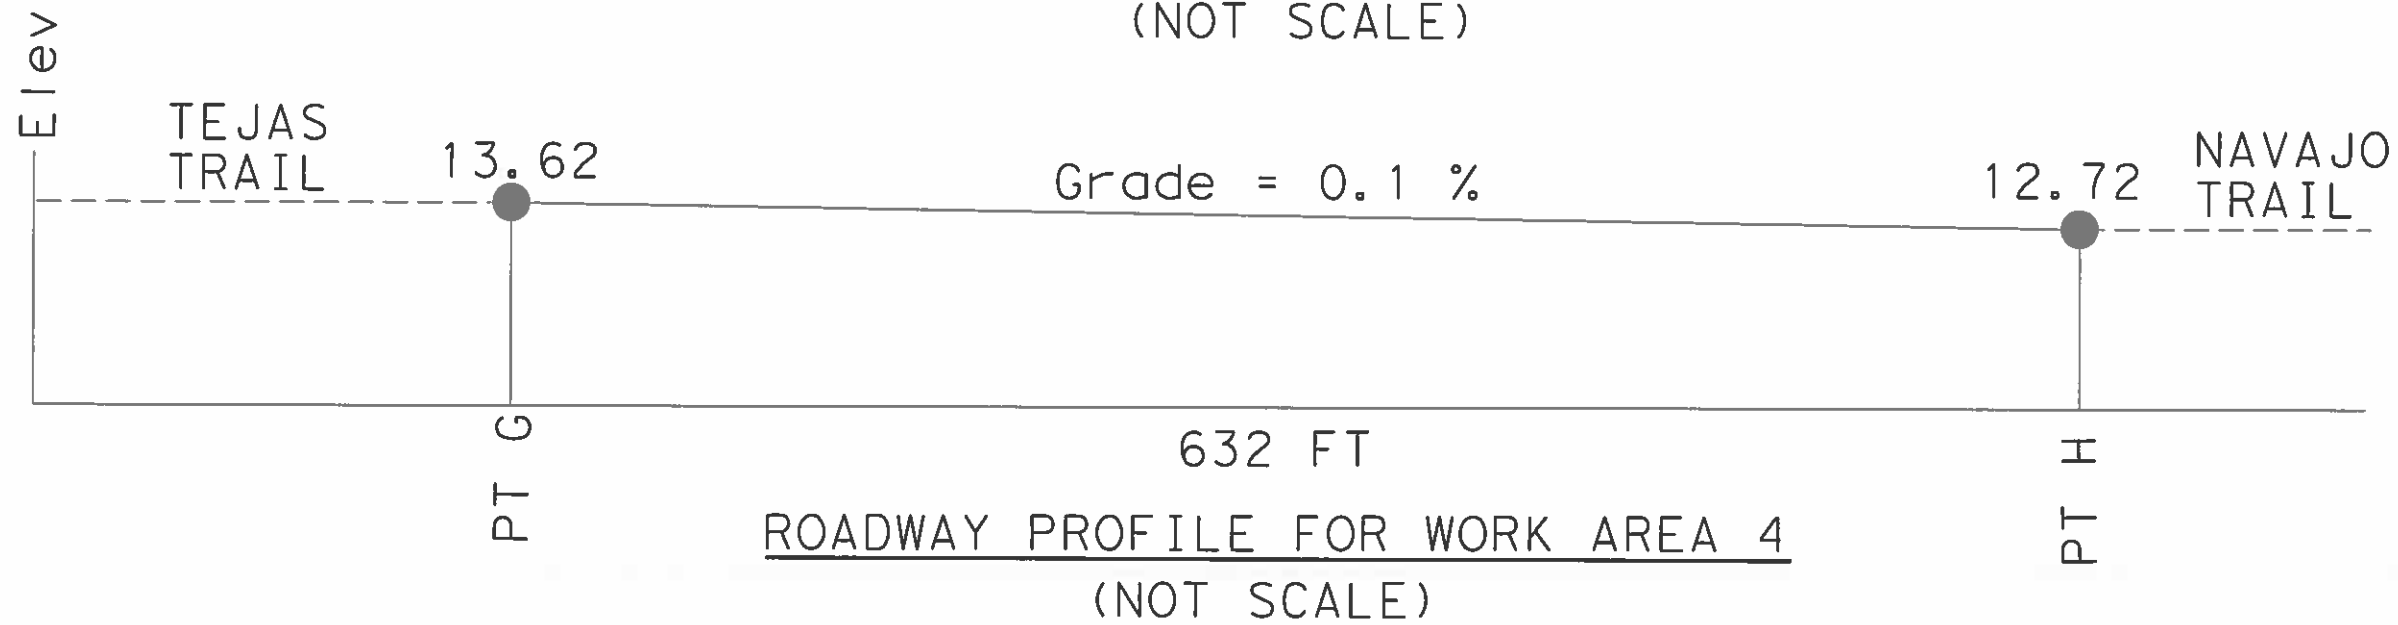 (NOT SCALE)
Elev
TEJAS
TRAIL
13.62
Grade = 0.1 %
12.72
NAVAJO
TRAIL
PT G
632 FT
PT H
ROADWAY PROFILE FOR WORK AREA 4
(NOT SCALE)